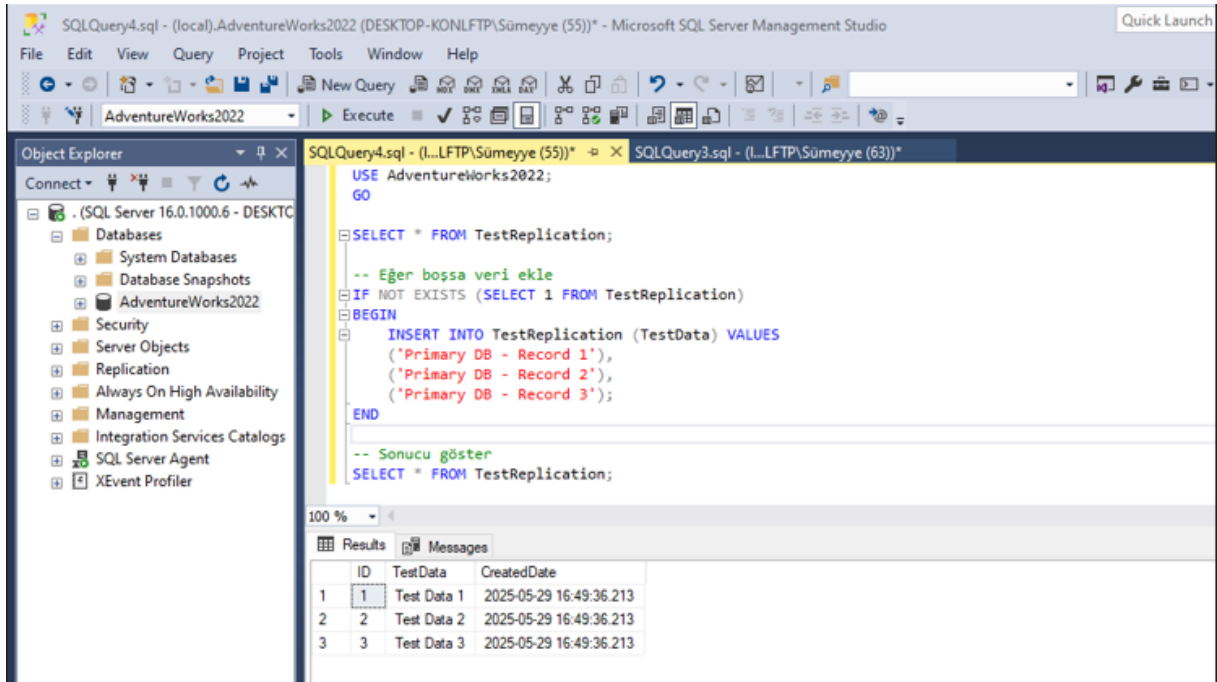 SQLQuery4.sql - (local).AdventureWorks2022 (DESKTOP-KONLFTP\Sümeyye (55))* - Microsoft SQL Server Management Studio
Quick Launch
File Edit View Query Project Tools Window Help
New Query
AdventureWorks2022
Execute
Object Explorer
Connect
. (SQL Server 16.0.1000.6 - DESKTC
Databases
System Databases
Database Snapshots
AdventureWorks2022
Security
Server Objects
Replication
Always On High Availability
Management
Integration Services Catalogs
SQL Server Agent
XEvent Profiler
SQLQuery4.sql - (l...LFTP\Sümeyye (55))*
SQLQuery3.sql - (l...LFTP\Sümeyye (63))*
USE AdventureWorks2022;
GO
SELECT * FROM TestReplication;
-- Eğer boşsa veri ekle
IF NOT EXISTS (SELECT 1 FROM TestReplication)
BEGIN
INSERT INTO TestReplication (TestData) VALUES
('Primary DB - Record 1'),
('Primary DB - Record 2'),
('Primary DB - Record 3');
END
-- Sonucu göster
SELECT * FROM TestReplication;
100 %
Results Messages
ID TestData CreatedDate
1 1 Test Data 1 2025-05-29 16:49:36.213
2 2 Test Data 2 2025-05-29 16:49:36.213
3 3 Test Data 3 2025-05-29 16:49:36.213